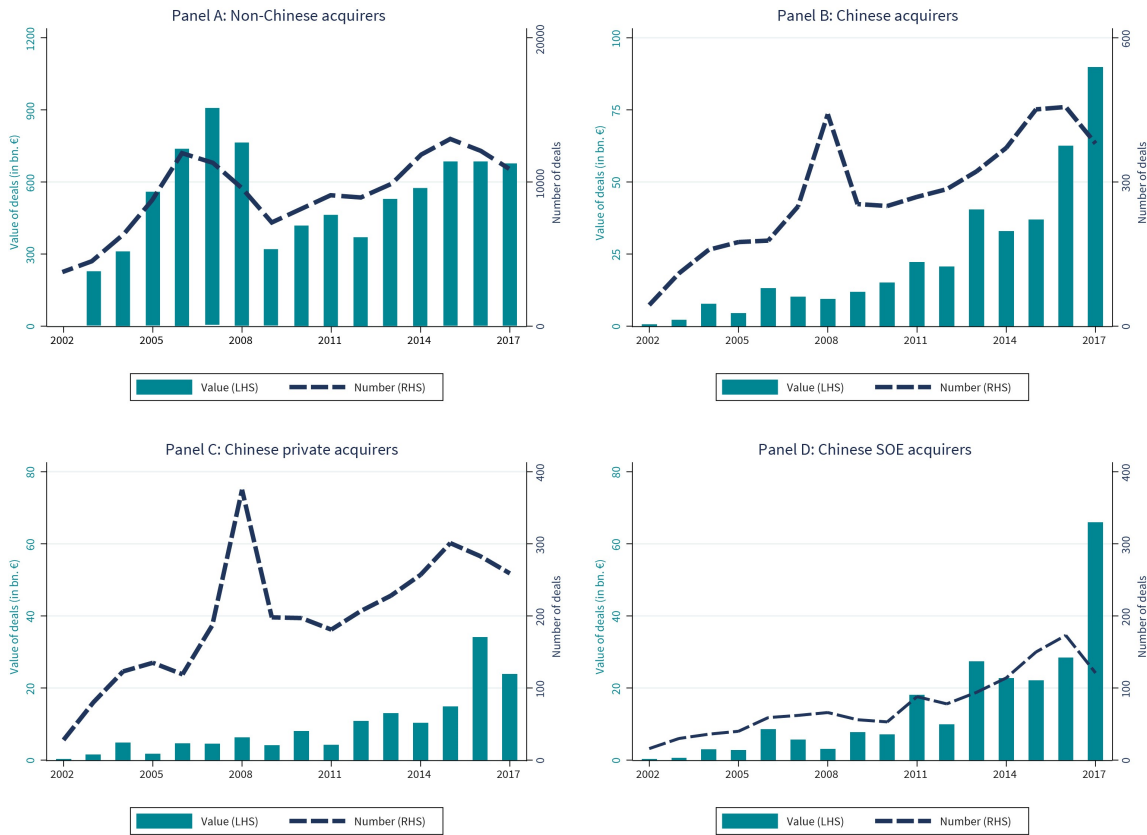 Panel A: Non-Chinese acquirers
Value of deals (in bn. €)
0 300 600 900 1200
Number of deals
0 10000 20000
2002 2005 2008 2011 2014 2017
Value (LHS) Number (RHS)
Panel B: Chinese acquirers
Value of deals (in bn. €)
0 25 50 75 100
Number of deals
0 300 600
2002 2005 2008 2011 2014 2017
Value (LHS) Number (RHS)
Panel C: Chinese private acquirers
Value of deals (in bn. €)
0 20 40 60 80
Number of deals
0 100 200 300 400
2002 2005 2008 2011 2014 2017
Value (LHS) Number (RHS)
Panel D: Chinese SOE acquirers
Value of deals (in bn. €)
0 20 40 60 80
Number of deals
0 100 200 300 400
2002 2005 2008 2011 2014 2017
Value (LHS) Number (RHS)